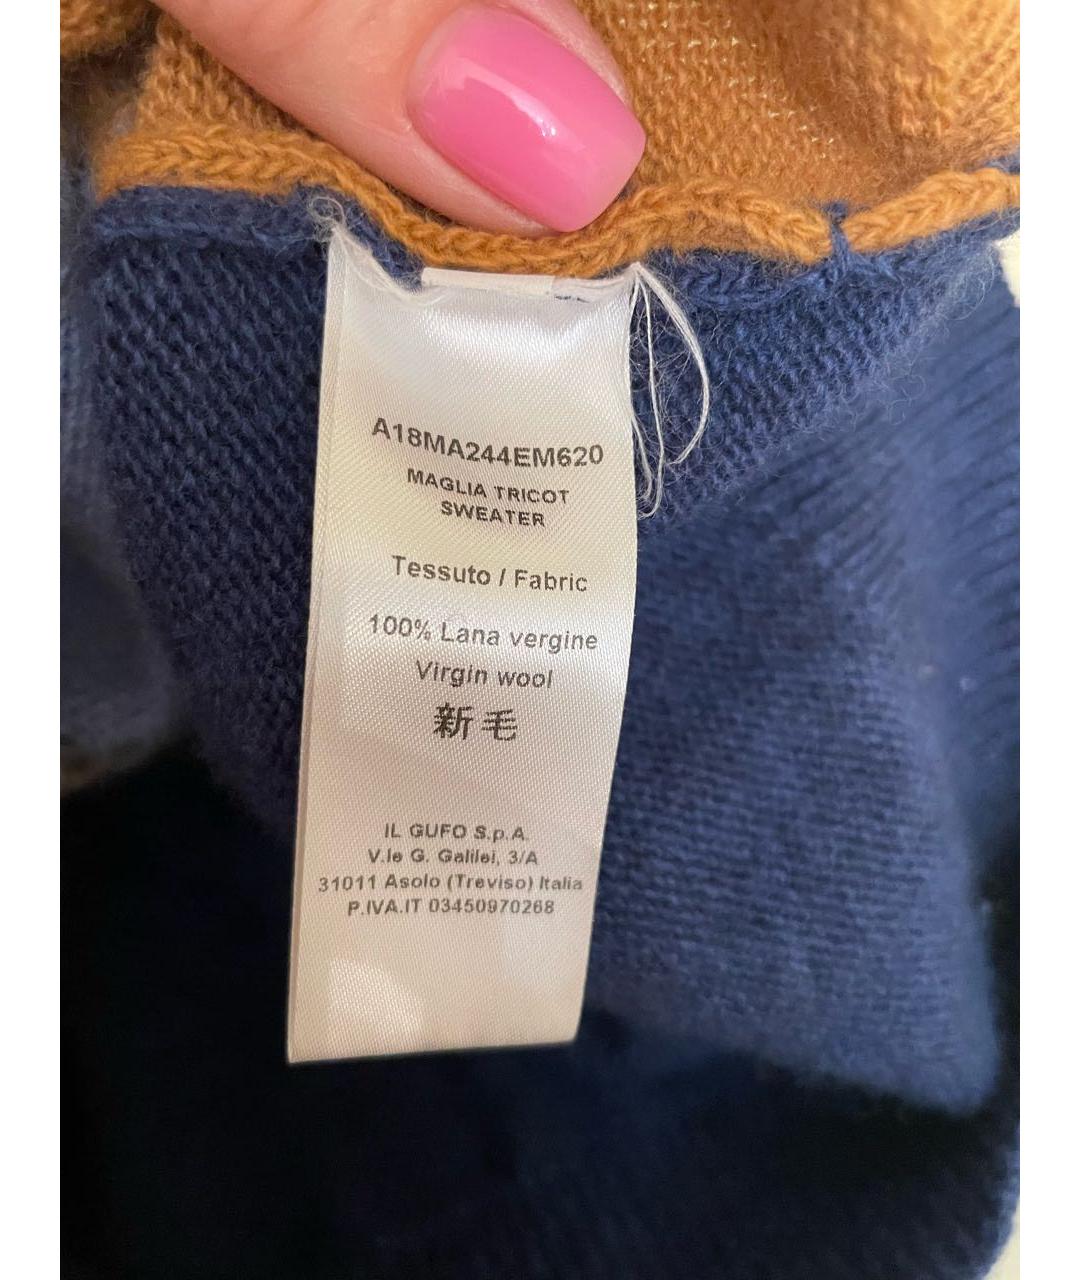 A18MA244EM620
MAGLIA TRICOT
SWEATER
Tessuto / Fabric
100% Lana vergine
Virgin wool
新毛
IL GUFO S.p.A.
V.le G. Galilei, 3/A
31011 Asolo (Treviso) Italia
P.IVA.IT 03450970268